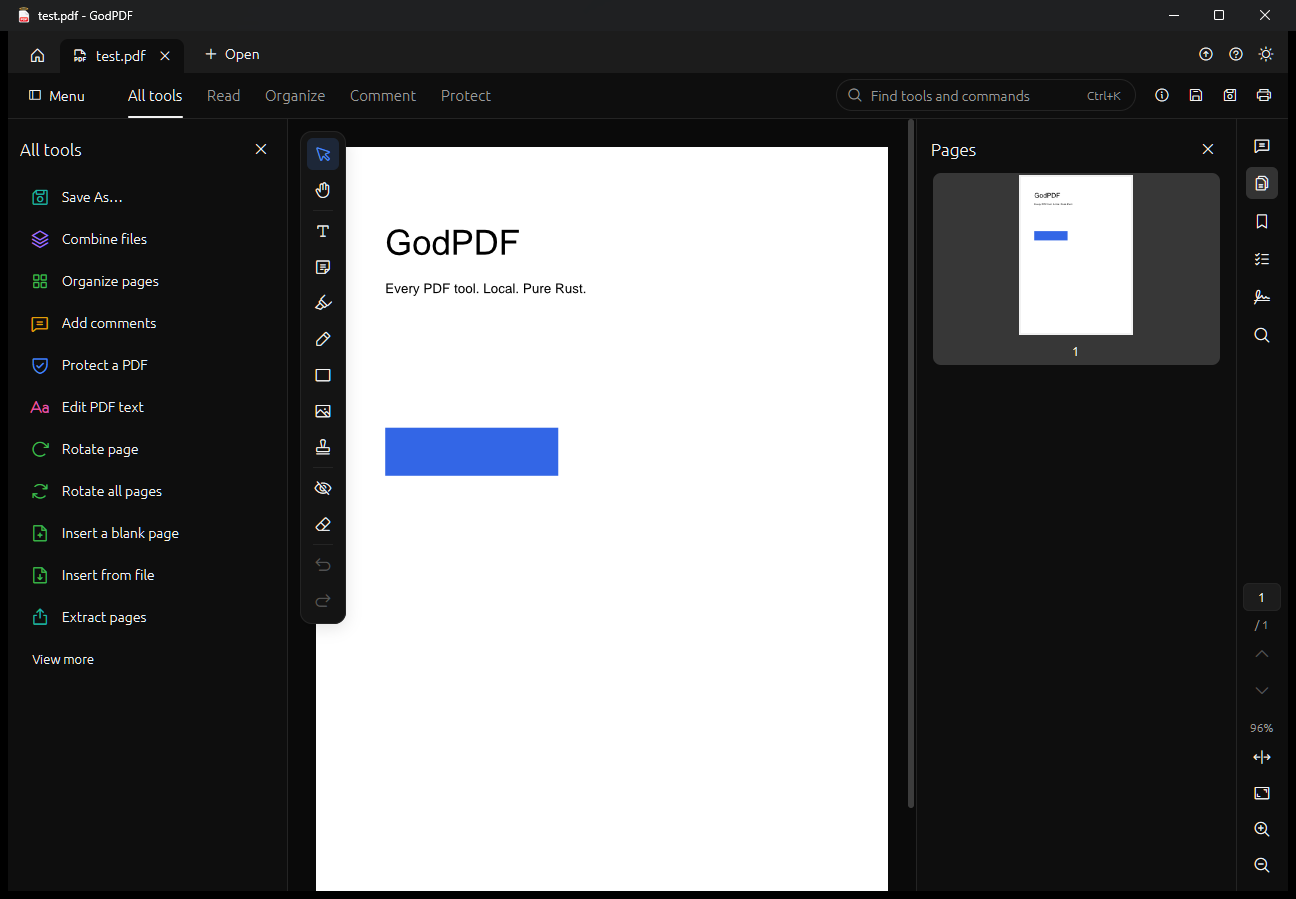 test.pdf - GodPDF
test.pdf
Open
Menu
All tools
Read
Organize
Comment
Protect
Find tools and commands
Ctrl+K
All tools
Save As…
Combine files
Organize pages
Add comments
Protect a PDF
Aa
Edit PDF text
Rotate page
Rotate all pages
Insert a blank page
Insert from file
Extract pages
View more
T
GodPDF
Every PDF tool. Local. Pure Rust.
Pages
GodPDF
1
1
/ 1
96%